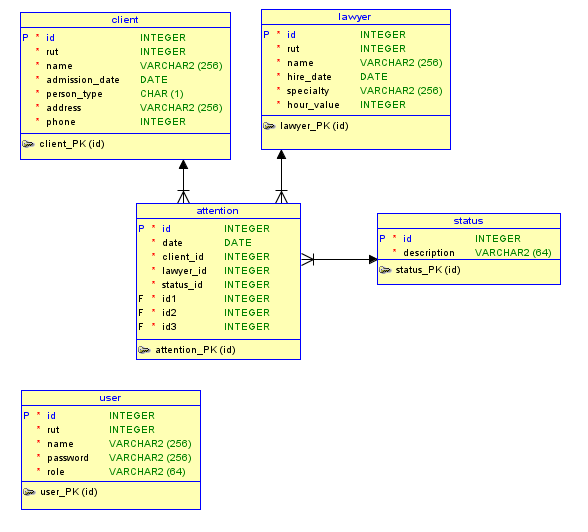 client
P * id INTEGER
* rut INTEGER
* name VARCHAR2 (256)
* admission_date DATE
* person_type CHAR (1)
* address VARCHAR2 (256)
* phone INTEGER
client_PK (id)
lawyer
P * id INTEGER
* rut INTEGER
* name VARCHAR2 (256)
* hire_date DATE
* specialty VARCHAR2 (256)
* hour_value INTEGER
lawyer_PK (id)
attention
P * id INTEGER
* date DATE
* client_id INTEGER
* lawyer_id INTEGER
* status_id INTEGER
F * id1 INTEGER
F * id2 INTEGER
F * id3 INTEGER
attention_PK (id)
status
P * id INTEGER
* description VARCHAR2 (64)
status_PK (id)
user
P * id INTEGER
* rut INTEGER
* name VARCHAR2 (256)
* password VARCHAR2 (256)
* role VARCHAR2 (64)
user_PK (id)